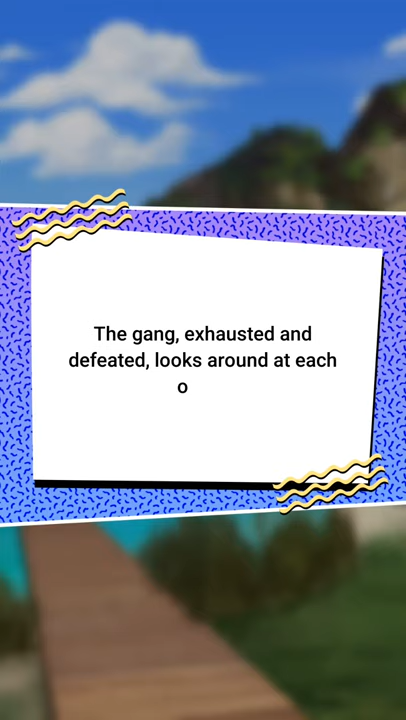 The gang, exhausted and
defeated, looks around at each
o